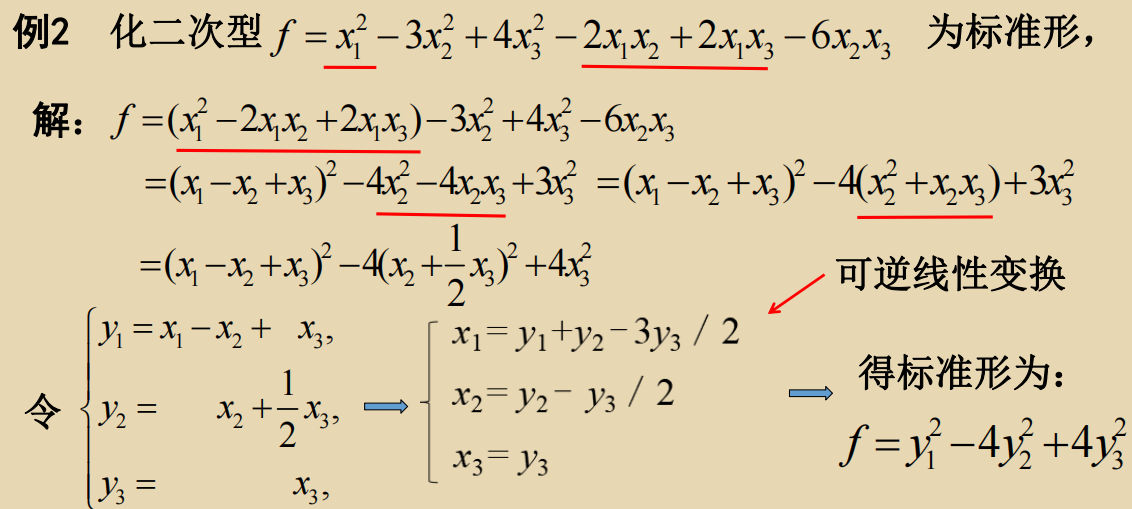 例2 化二次型 f = x₁² − 3x₂² + 4x₃² − 2x₁x₂ + 2x₁x₃ − 6x₂x₃ 为标准形，
解：f = (x₁² − 2x₁x₂ + 2x₁x₃) − 3x₂² + 4x₃² − 6x₂x₃
= (x₁ − x₂ + x₃)² − 4x₂² − 4x₂x₃ + 3x₃² = (x₁ − x₂ + x₃)² − 4(x₂² + x₂x₃) + 3x₃²
= (x₁ − x₂ + x₃)² − 4(x₂ + 1/2 x₃)² + 4x₃²
可逆线性变换
令
y₁ = x₁ − x₂ + x₃,
y₂ = x₂ + 1/2 x₃,
y₃ = x₃,
x₁ = y₁ + y₂ − 3y₃ / 2
x₂ = y₂ − y₃ / 2
x₃ = y₃
得标准形为：
f = y₁² − 4y₂² + 4y₃²